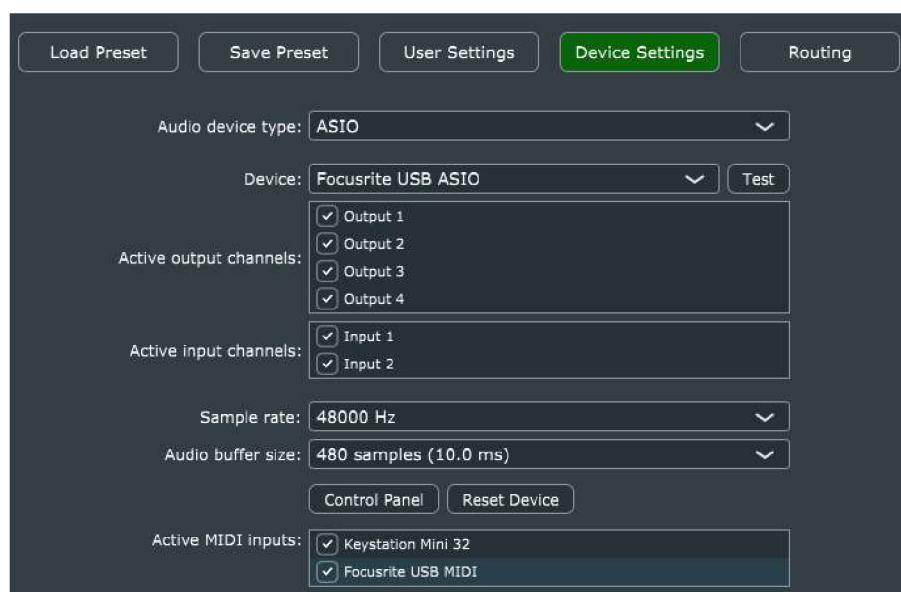 Load Preset Save Preset User Settings Device Settings Routing
Audio device type: ASIO
Device: Focusrite USB ASIO Test
Active output channels:
Output 1
Output 2
Output 3
Output 4
Active input channels:
Input 1
Input 2
Sample rate: 48000 Hz
Audio buffer size: 480 samples (10.0 ms)
Control Panel Reset Device
Active MIDI inputs:
Keystation Mini 32
Focusrite USB MIDI